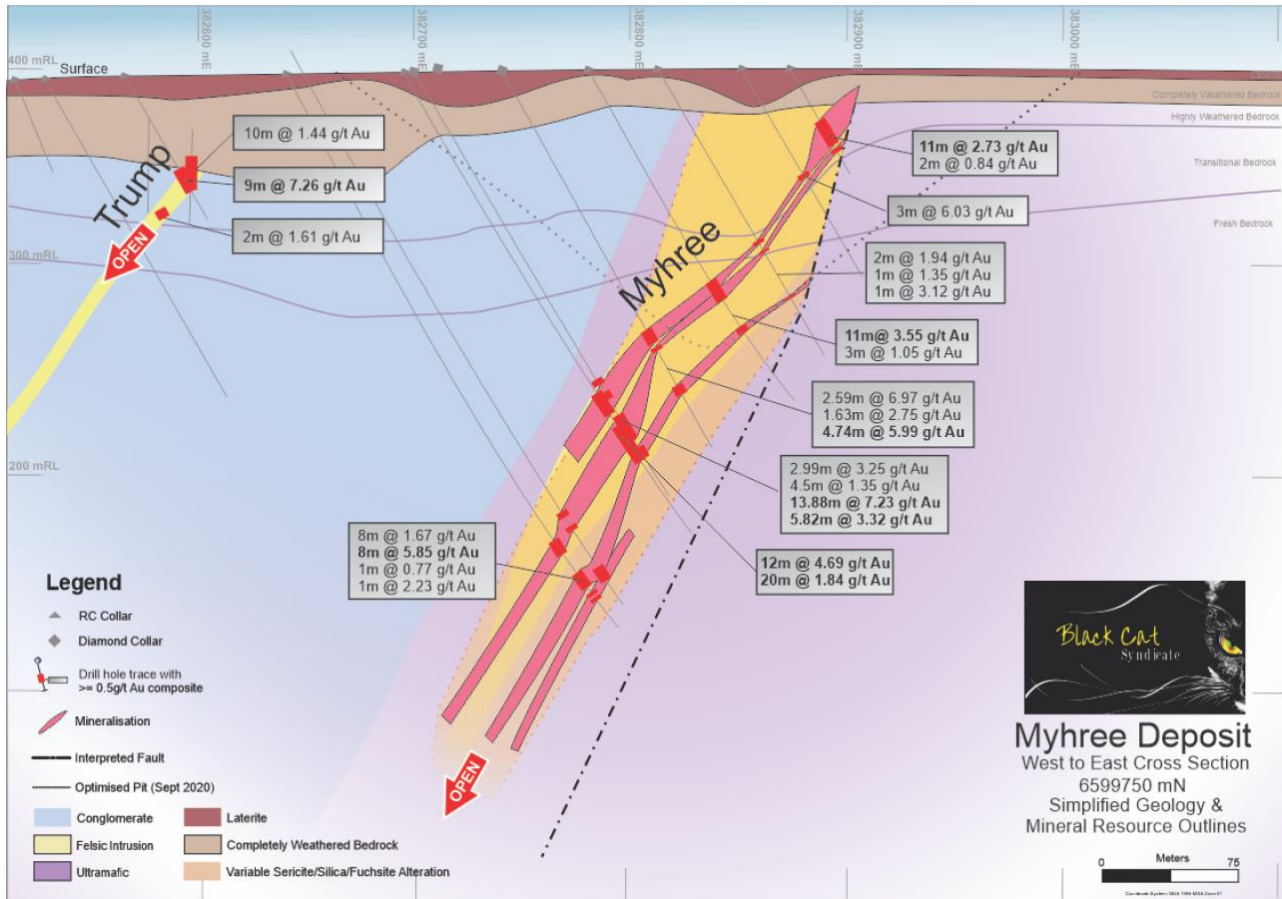 382600 mE
382700 mE
382800 mE
382900 mE
383000 mE
400 mRL
Surface
Completely Weathered Bedrock
Highly Weathered Bedrock
Transitional Bedrock
Fresh Bedrock
300 mRL
200 mRL
Trump
OPEN
10m @ 1.44 g/t Au
9m @ 7.26 g/t Au
2m @ 1.61 g/t Au
Myhree
11m @ 2.73 g/t Au
2m @ 0.84 g/t Au
3m @ 6.03 g/t Au
2m @ 1.94 g/t Au
1m @ 1.35 g/t Au
1m @ 3.12 g/t Au
11m@ 3.55 g/t Au
3m @ 1.05 g/t Au
2.59m @ 6.97 g/t Au
1.63m @ 2.75 g/t Au
4.74m @ 5.99 g/t Au
2.99m @ 3.25 g/t Au
4.5m @ 1.35 g/t Au
13.88m @ 7.23 g/t Au
5.82m @ 3.32 g/t Au
12m @ 4.69 g/t Au
20m @ 1.84 g/t Au
8m @ 1.67 g/t Au
8m @ 5.85 g/t Au
1m @ 0.77 g/t Au
1m @ 2.23 g/t Au
OPEN
Legend
RC Collar
Diamond Collar
Drill hole trace with
>= 0.5g/t Au composite
Mineralisation
Interpreted Fault
Optimised Pit (Sept 2020)
Conglomerate
Laterite
Felsic Intrusion
Completely Weathered Bedrock
Ultramafic
Variable Sericite/Silica/Fuchsite Alteration
Black Cat
Syndicate
Myhree Deposit
West to East Cross Section
6599750 mN
Simplified Geology &
Mineral Resource Outlines
0 Meters 75